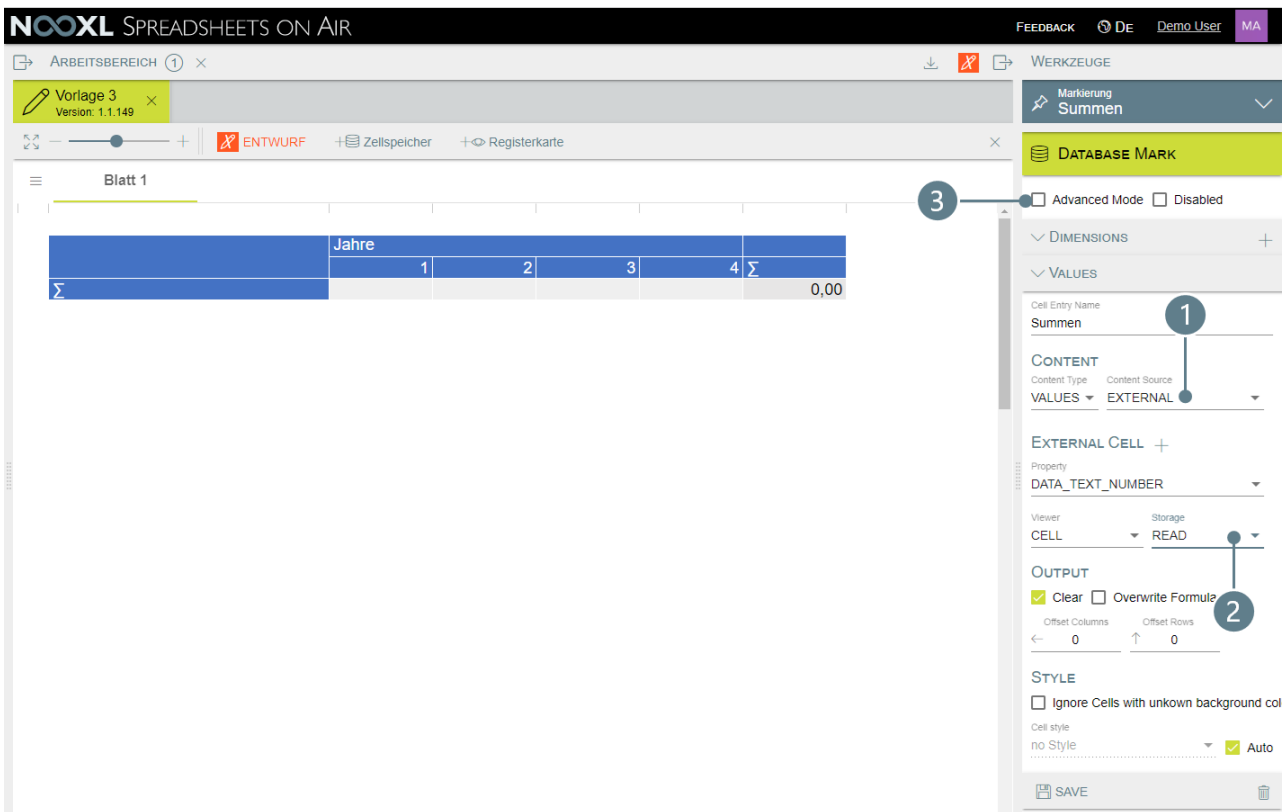 NOOXL SPREADSHEETS ON AIR
FEEDBACK DE Demo User MA
ARBEITSBEREICH 1
WERKZEUGE
Vorlage 3
Version: 1.1.149
Markierung
Summen
ENTWURF Zellspeicher Registerkarte
DATABASE MARK
Blatt 1
3
Advanced Mode Disabled
DIMENSIONS
VALUES
Jahre
1 2 3 4 Σ
Σ 0,00
Cell Entry Name
Summen
1
CONTENT
Content Type Content Source
VALUES EXTERNAL
EXTERNAL CELL
Property
DATA_TEXT_NUMBER
Viewer Storage
CELL READ
OUTPUT
Clear Overwrite Formula
2
Offset Columns Offset Rows
0 0
STYLE
Ignore Cells with unkown background col
Cell style
no Style Auto
SAVE